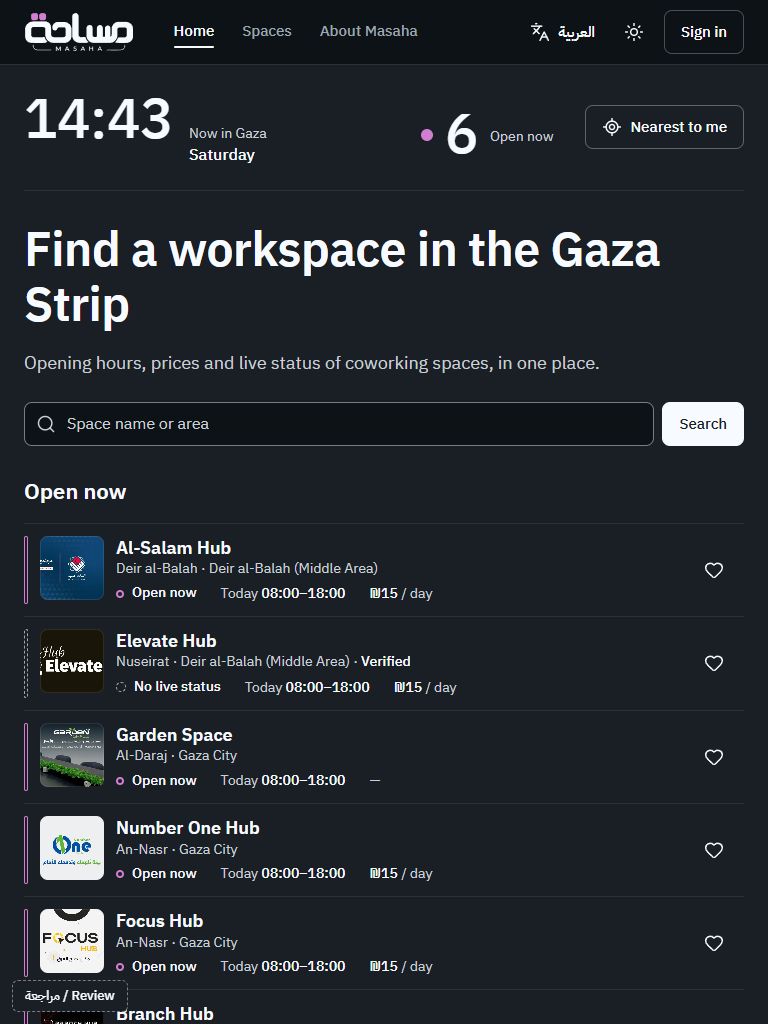 مساحة
MASAHA
Home
Spaces
About Masaha
العربية
Sign in
14:43
Now in Gaza
Saturday
6
Open now
Nearest to me
Find a workspace in the Gaza
Strip
Opening hours, prices and live status of coworking spaces, in one place.
Space name or area
Search
Open now
Al-Salam Hub
Deir al-Balah · Deir al-Balah (Middle Area)
Open now Today 08:00–18:00 ₪15 / day
Hub
Elevate
Elevate Hub
Nuseirat · Deir al-Balah (Middle Area) · Verified
No live status Today 08:00–18:00 ₪15 / day
GARDEN
Garden Space
Al-Daraj · Gaza City
Open now Today 08:00–18:00 —
One
Number One Hub
An-Nasr · Gaza City
Open now Today 08:00–18:00 ₪15 / day
FOCUS
HUB
Focus Hub
An-Nasr · Gaza City
Open now Today 08:00–18:00 ₪15 / day
مراجعة / Review
Branch Hub